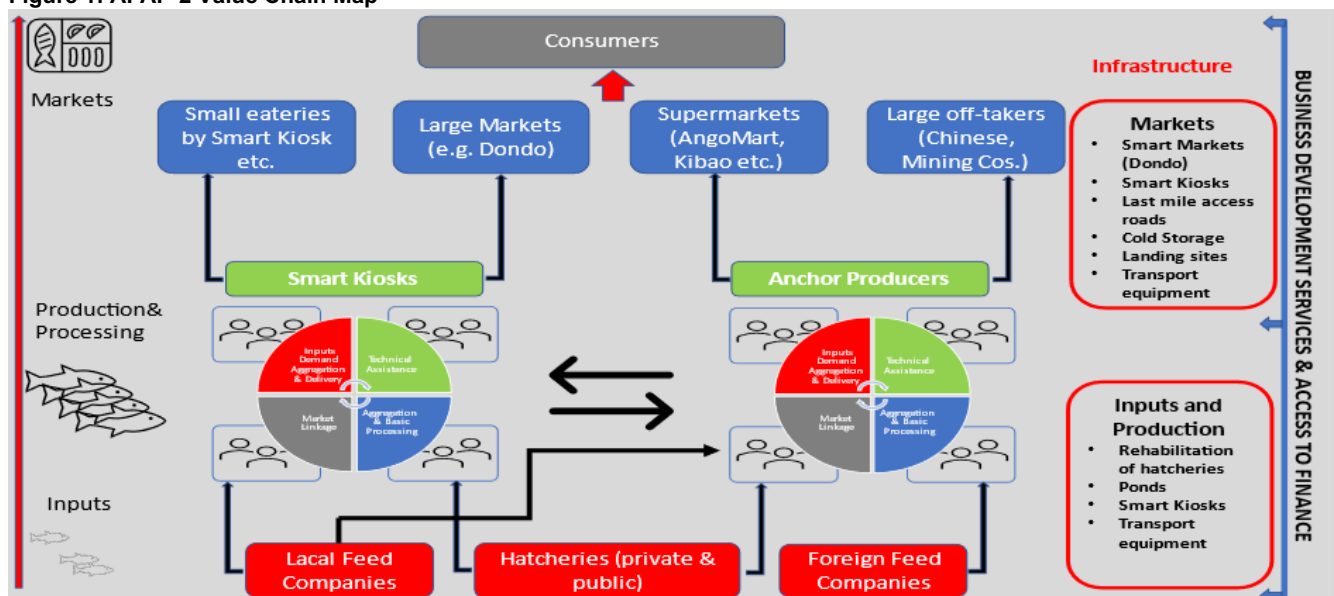 Figure Value Chain Map
Consumers
Markets
Small eateries
by Smart Kiosk
etc.
Large Markets
(e.g. Dondo)
Supermarkets
(AngoMart,
Kibao etc.)
Large off-takers
(Chinese,
Mining Cos.)
Infrastructure
Markets
• Smart Markets
(Dondo)
• Smart Kiosks
• Last mile access
roads
• Cold Storage
• Landing sites
• Transport
equipment
BUSINESS DEVELOPMENT SERVICES & ACCESS TO FINANCE
Smart Kiosks
Anchor Producers
Production&
Processing
Inputs
Demand
Aggregation
& Delivery
Technical
Assistance
Market
Linkage
Aggregation
& Basic
Processing
Inputs
Demand
Aggregation
& Delivery
Technical
Assistance
Market
Linkage
Aggregation
& Basic
Processing
Inputs and
Production
• Rehabilitation
of hatcheries
• Ponds
• Smart Kiosks
• Transport
equipment
Inputs
Lacal Feed
Companies
Hatcheries (private &
public)
Foreign Feed
Companies